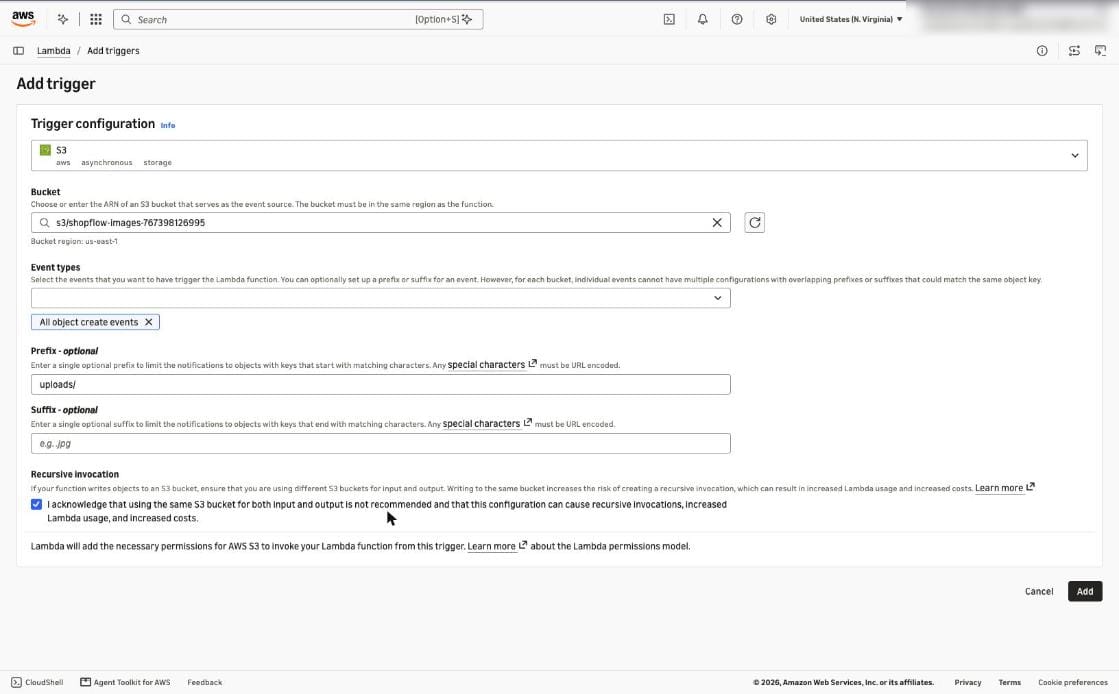 aws
Search [Option+S]
United States (N. Virginia)
Lambda / Add triggers
Add trigger
Trigger configuration Info
S3
aws asynchronous storage
Bucket
Choose or enter the ARN of an S3 bucket that serves as the event source. The bucket must be in the same region as the function.
s3/shopflow-images-767398126995
Bucket region: us-east-1
Event types
Select the events that you want to have trigger the Lambda function. You can optionally set up a prefix or suffix for an event. However, for each bucket, individual events cannot have multiple configurations with overlapping prefixes or suffixes that could match the same object key.
All object create events
Prefix - optional
Enter a single optional prefix to limit the notifications to objects with keys that start with matching characters. Any special characters must be URL encoded.
uploads/
Suffix - optional
Enter a single optional suffix to limit the notifications to objects with keys that end with matching characters. Any special characters must be URL encoded.
e.g. .jpg
Recursive invocation
If your function writes objects to an S3 bucket, ensure that you are using different S3 buckets for input and output. Writing to the same bucket increases the risk of creating a recursive invocation, which can result in increased Lambda usage and increased costs. Learn more
I acknowledge that using the same S3 bucket for both input and output is not recommended and that this configuration can cause recursive invocations, increased
Lambda usage, and increased costs.
Lambda will add the necessary permissions for AWS S3 to invoke your Lambda function from this trigger. Learn more about the Lambda permissions model.
Cancel Add
CloudShell Agent Toolkit for AWS Feedback © 2026, Amazon Web Services, Inc. or its affiliates. Privacy Terms Cookie preferences